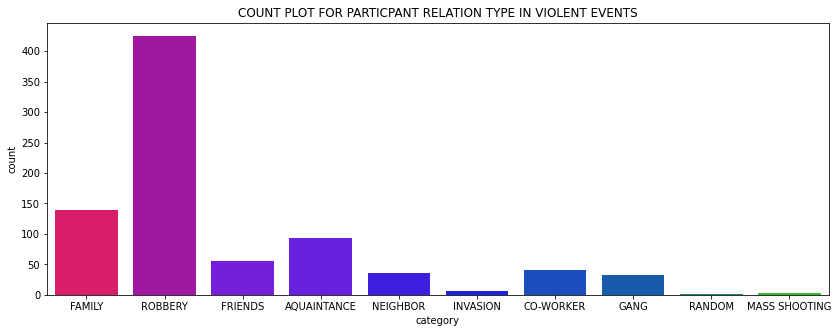 COUNT PLOT FOR PARTICPANT RELATION TYPE IN VIOLENT EVENTS
400
350
300
250
200
150
100
50
0
count
FAMILY ROBBERY FRIENDS AQUAINTANCE NEIGHBOR INVASION CO-WORKER GANG RANDOM MASS SHOOTING
category